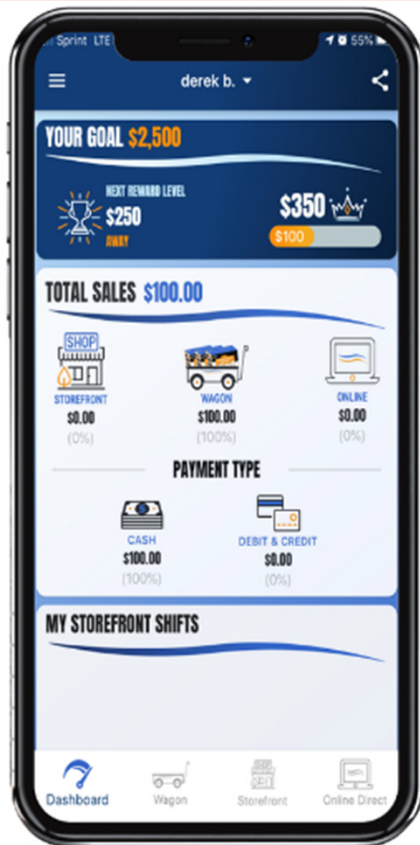 Sprint LTE 55%
derek b.
YOUR GOAL $2,500
NEXT REWARD LEVEL
$250
AWAY
$350
$100
TOTAL SALES $100.00
SHOP
STOREFRONT
$0.00
(0%)
WAGON
$100.00
(100%)
ONLINE
$0.00
(0%)
PAYMENT TYPE
CASH
$100.00
(100%)
DEBIT & CREDIT
$0.00
(0%)
MY STOREFRONT SHIFTS
Dashboard Wagon Storefront Online Direct